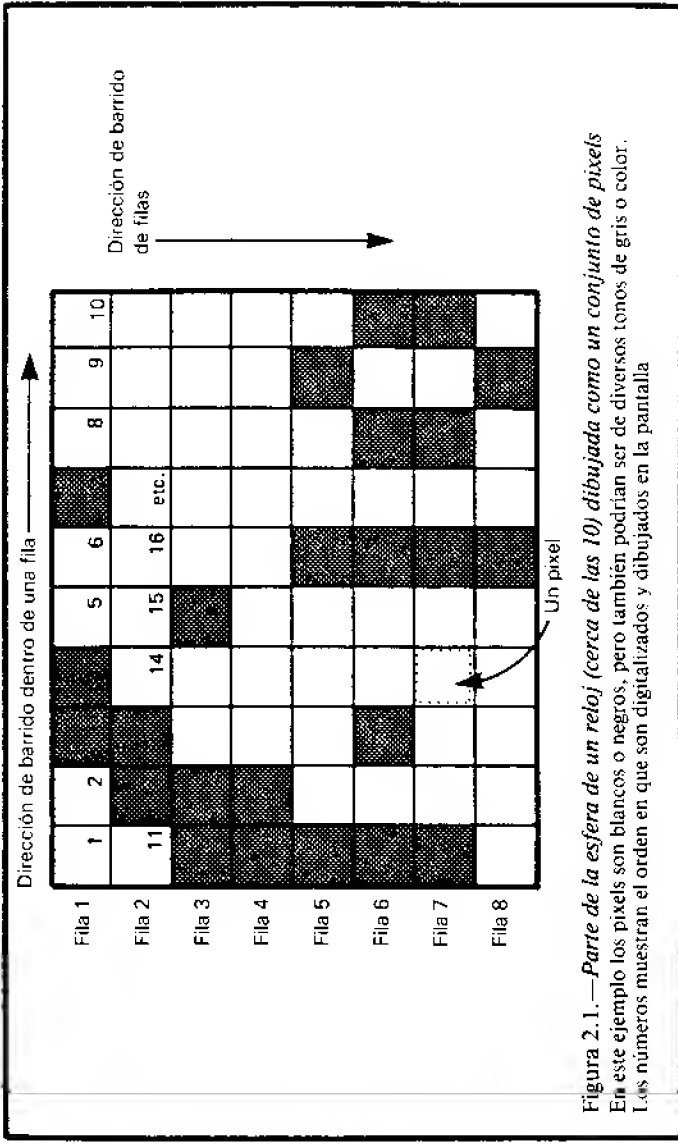 Dirección de barrido dentro de una fila
Dirección de barrido
de filas
Fila 1 1 2 5 6 8 9 10
Fila 2 11 14 15 16 etc.
Fila 3
Fila 4
Fila 5
Fila 6
Fila 7
Fila 8
Un pixel
Figura 2.1.—Parte de la esfera de un reloj (cerca de las 10) dibujada como un conjunto de pixels
En este ejemplo los pixels son blancos o negros, pero también podrían ser de diversos tonos de gris o color.
Los números muestran el orden en que son digitalizados y dibujados en la pantalla